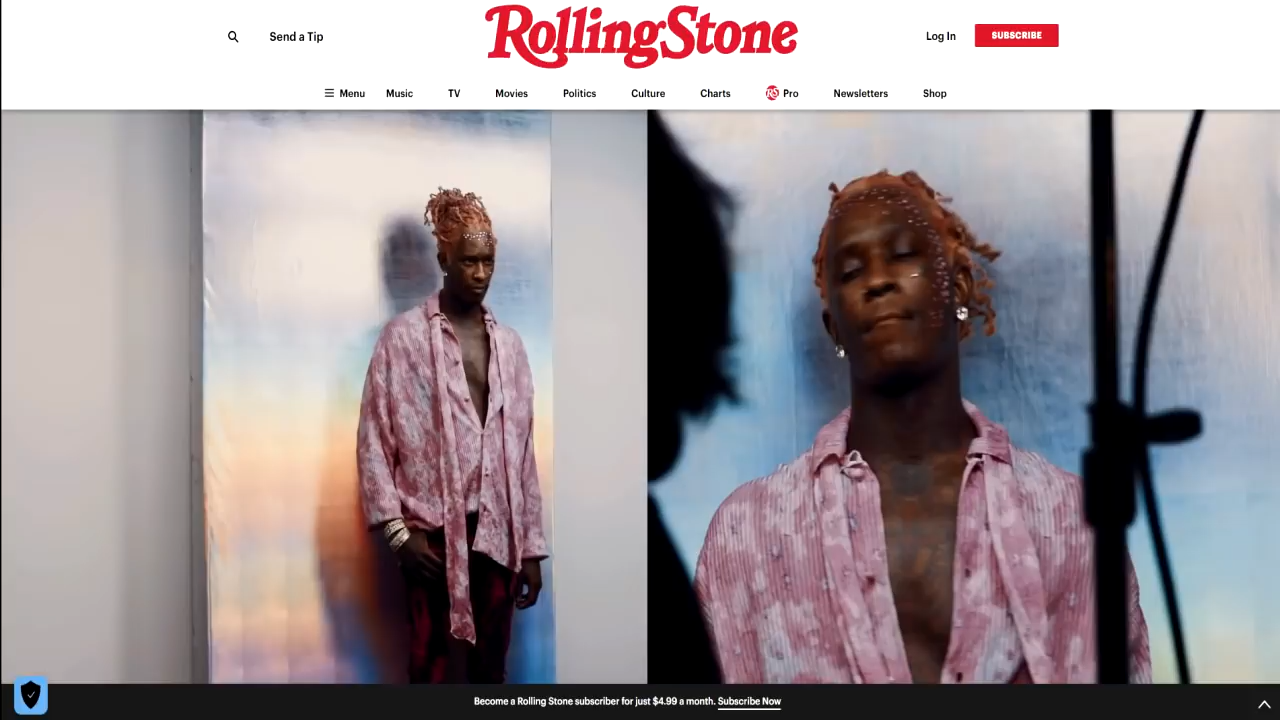 Send a Tip
RollingStone
Log In
SUBSCRIBE
Menu Music TV Movies Politics Culture Charts RS Pro Newsletters Shop
Become a Rolling Stone subscriber for just $4.99 a month. Subscribe Now